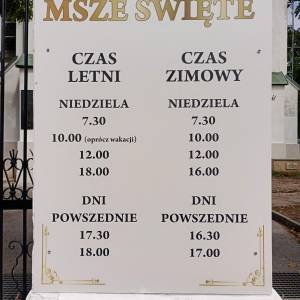 MSZE ŚWIĘTE
CZAS
LETNI
NIEDZIELA
7.30
10.00 (oprócz wakacji)
12.00
18.00
DNI
POWSZEDNIE
17.30
18.00
CZAS
ZIMOWY
NIEDZIELA
7.30
10.00
12.00
16.00
DNI
POWSZEDNIE
16.30
17.00